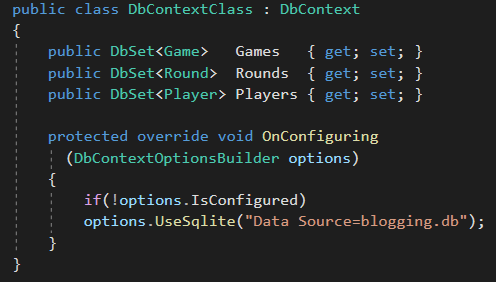 public class DbContextClass : DbContext
{
public DbSet<Game> Games { get; set; }
public DbSet<Round> Rounds { get; set; }
public DbSet<Player> Players { get; set; }
protected override void OnConfiguring
(DbContextOptionsBuilder options)
{
if(!options.IsConfigured)
options.UseSqlite("Data Source=blogging.db");
}
}